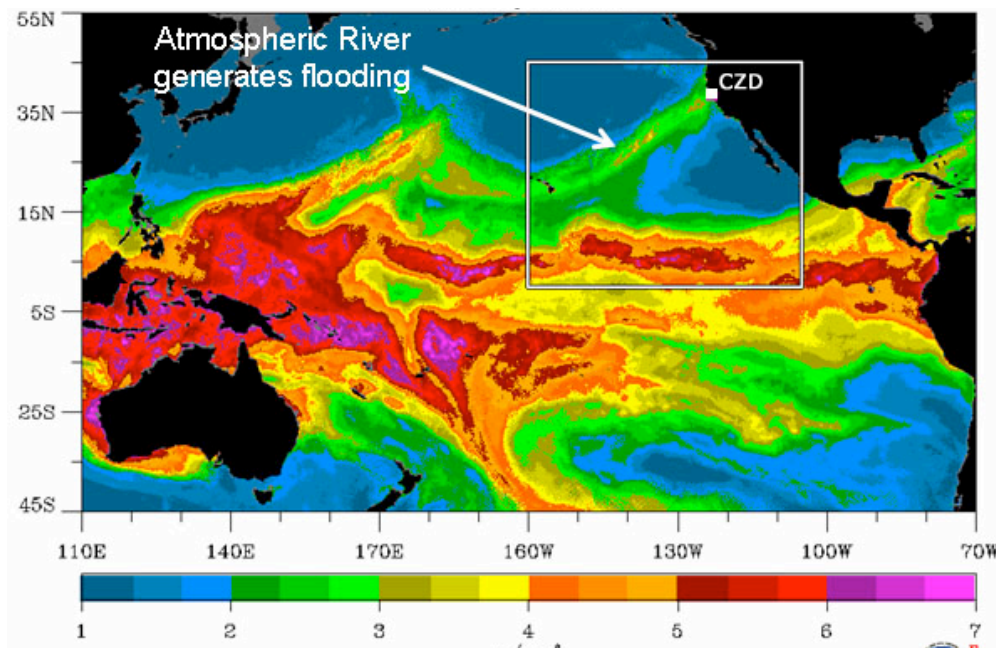 55N
Atmospheric River
generates flooding
CZD
35N
15N
5S
25S
45S
110E 140E 170E 160W 130W 100W 70W
1 2 3 4 5 6 7